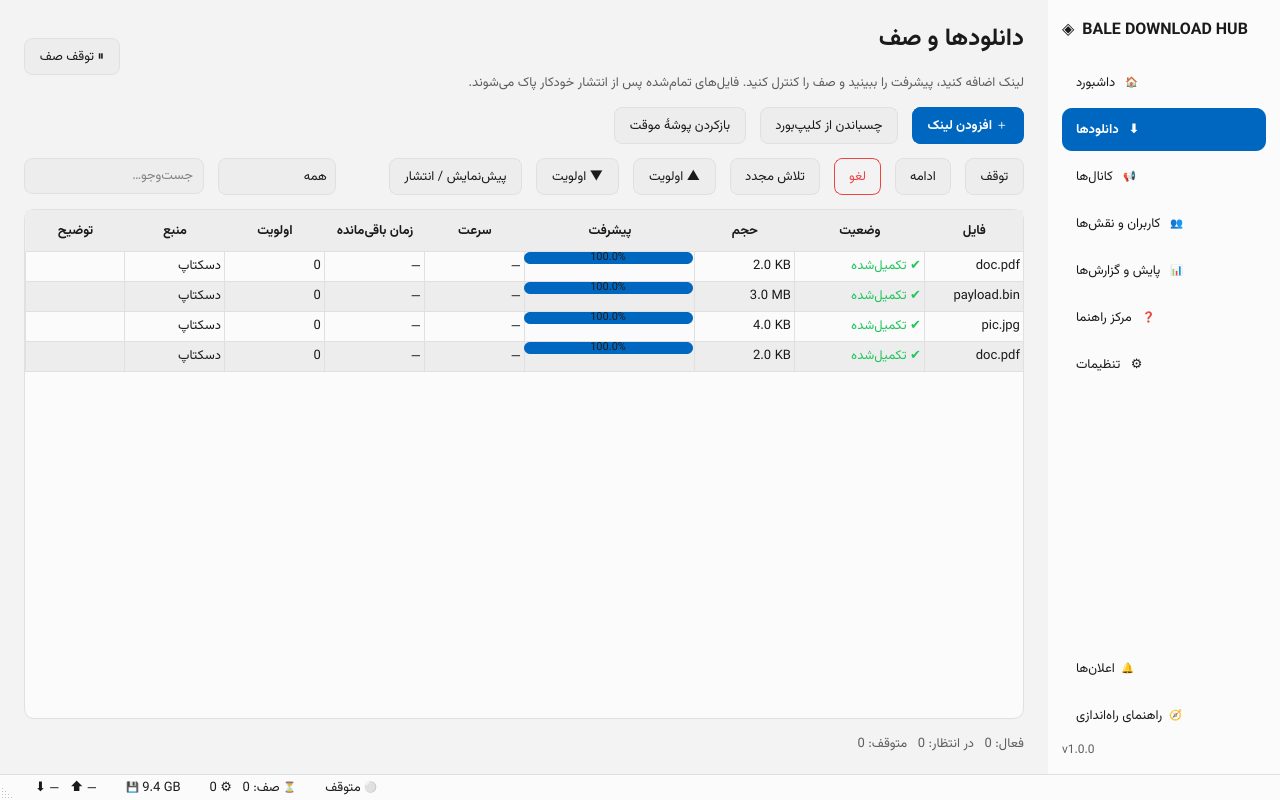 ◈ BALE DOWNLOAD HUB
🏠 داشبورد
⬇ دانلودها
📢 کانال‌ها
👥 کاربران و نقش‌ها
📊 پایش و گزارش‌ها
❓ مرکز راهنما
⚙ تنظیمات
🔔 اعلان‌ها
🧭 راهنمای راه‌اندازی
v1.0.0
دانلودها و صف
⏸ توقف صف
لینک اضافه کنید، پیشرفت را ببینید و صف را کنترل کنید. فایل‌های تمام‌شده پس از انتشار خودکار پاک می‌شوند.
＋ افزودن لینک چسباندن از کلیپ‌بورد بازکردن پوشهٔ موقت
توقف ادامه لغو تلاش مجدد ▲ اولویت ▼ اولویت پیش‌نمایش / انتشار همه جست‌وجو…
فایل وضعیت حجم پیشرفت سرعت زمان باقی‌مانده اولویت منبع توضیح
doc.pdf ✔ تکمیل‌شده 2.0 KB 100.0% — — 0 دسکتاپ
payload.bin ✔ تکمیل‌شده 3.0 MB 100.0% — — 0 دسکتاپ
pic.jpg ✔ تکمیل‌شده 4.0 KB 100.0% — — 0 دسکتاپ
doc.pdf ✔ تکمیل‌شده 2.0 KB 100.0% — — 0 دسکتاپ
فعال: 0 در انتظار: 0 متوقف: 0
⚪ متوقف ⏳ صف: 0 ⚙ 0 💾 9.4 GB ⬇ — ⬆ —